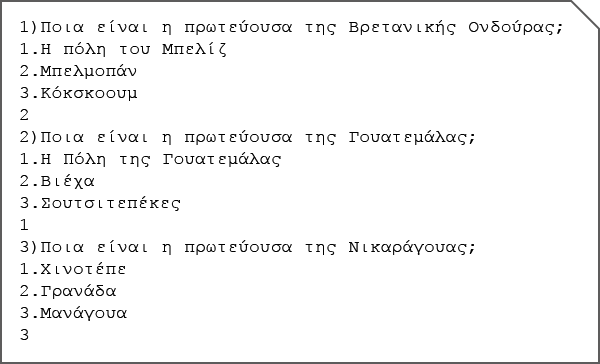 1)Ποια είναι η πρωτεύουσα της Βρετανικής Ονδούρας;
1.Η πόλη του Μπελίζ
2.Μπελμοπάν
3.Κόκσκοουμ
2
2)Ποια είναι η πρωτεύουσα της Γουατεμάλας;
1.Η Πόλη της Γουατεμάλας
2.Βιέχα
3.Σουτσιτεπέκες
1
3)Ποια είναι η πρωτεύουσα της Νικαράγουας;
1.Χινοτέπε
2.Γρανάδα
3.Μανάγουα
3